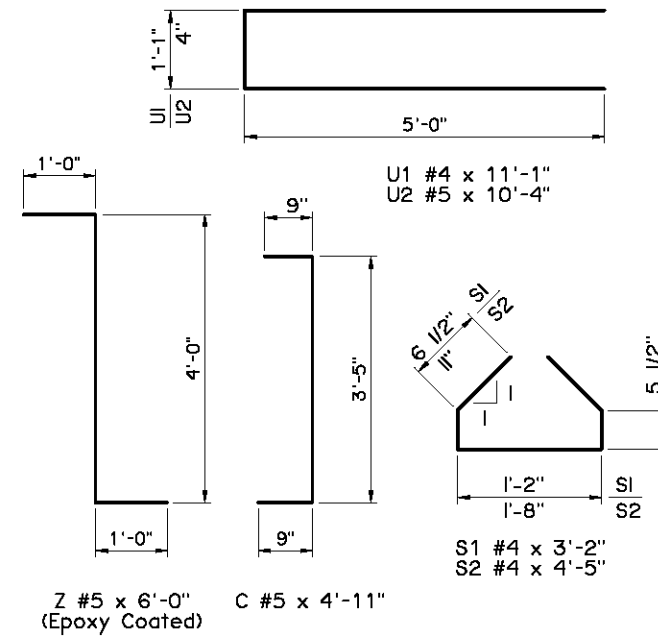 1'-1"
4"
U1
U2
5'-0"
U1 #4 x 11'-1"
U2 #5 x 10'-4"
1'-0"
4'-0"
1'-0"
Z #5 x 6'-0"
(Epoxy Coated)
9"
3'-5"
9"
C #5 x 4'-11"
6 1/2"
11"
S1
S2
1
1
5 1/2"
1'-2"
1'-8"
S1
S2
S1 #4 x 3'-2"
S2 #4 x 4'-5"